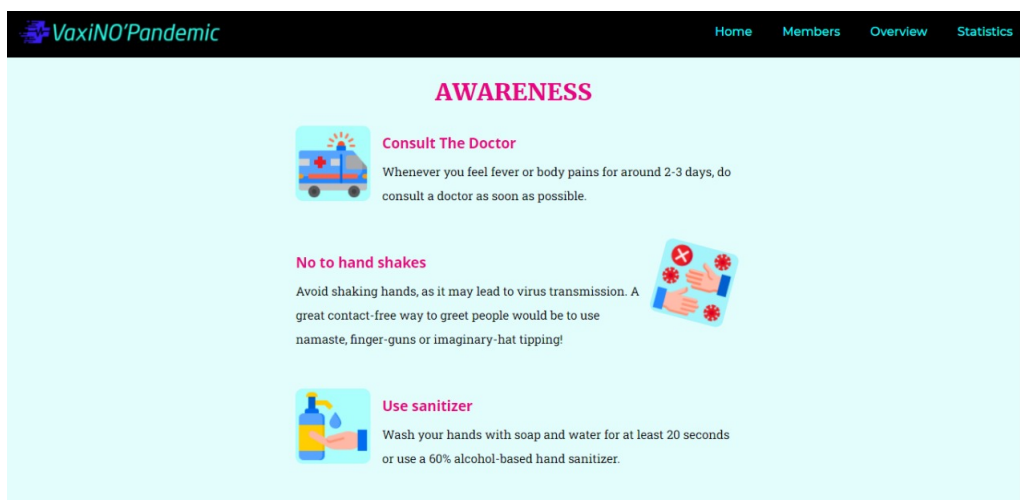 VaxiNO'Pandemic
Home Members Overview Statistics
AWARENESS
Consult The Doctor
Whenever you feel fever or body pains for around 2-3 days, do
consult a doctor as soon as possible.
No to hand shakes
Avoid shaking hands, as it may lead to virus transmission. A
great contact-free way to greet people would be to use
namaste, finger-guns or imaginary-hat tipping!
Use sanitizer
Wash your hands with soap and water for at least 20 seconds
or use a 60% alcohol-based hand sanitizer.